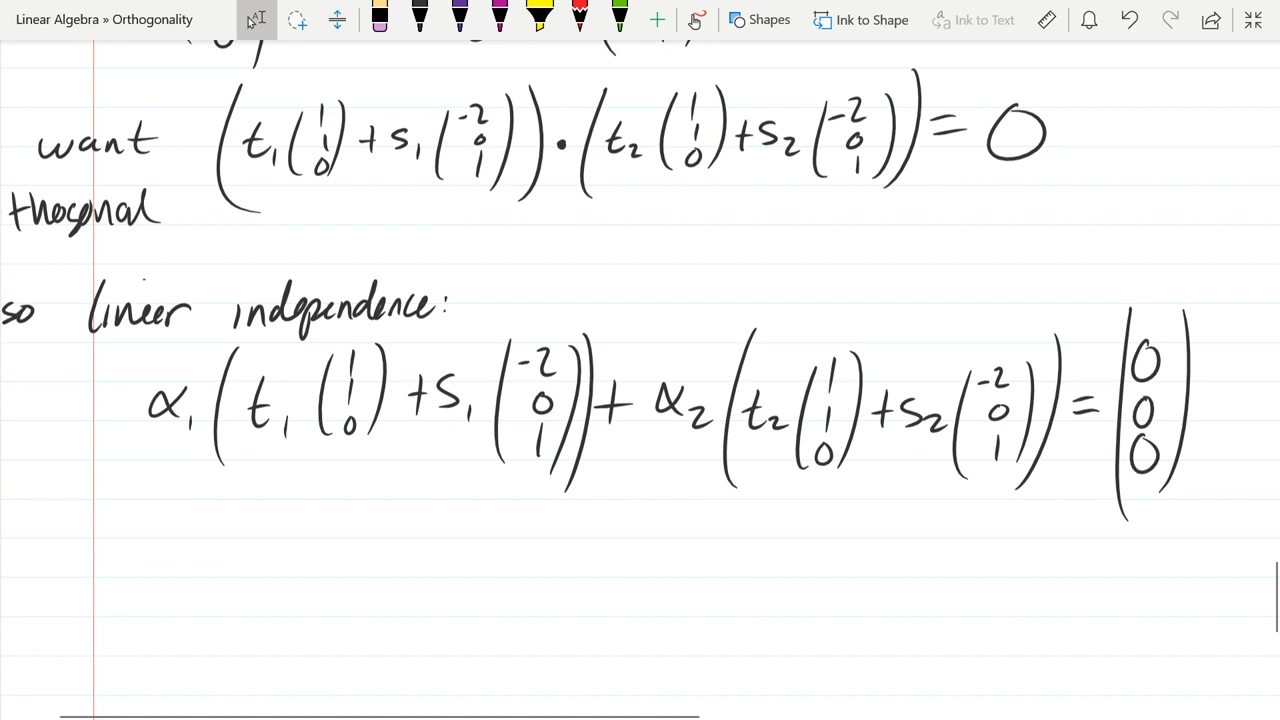 Linear Algebra » Orthogonality Shapes Ink to Shape Ink to Text
want (t₁(1 1 0) + s₁(-2 0 1)) · (t₂(1 1 0) + s₂(-2 0 1)) = 0
thogonal
so lineer independence:
α₁(t₁(1 1 0) + s₁(-2 0 1)) + α₂(t₂(1 1 0) + s₂(-2 0 1)) = (0 0 0)